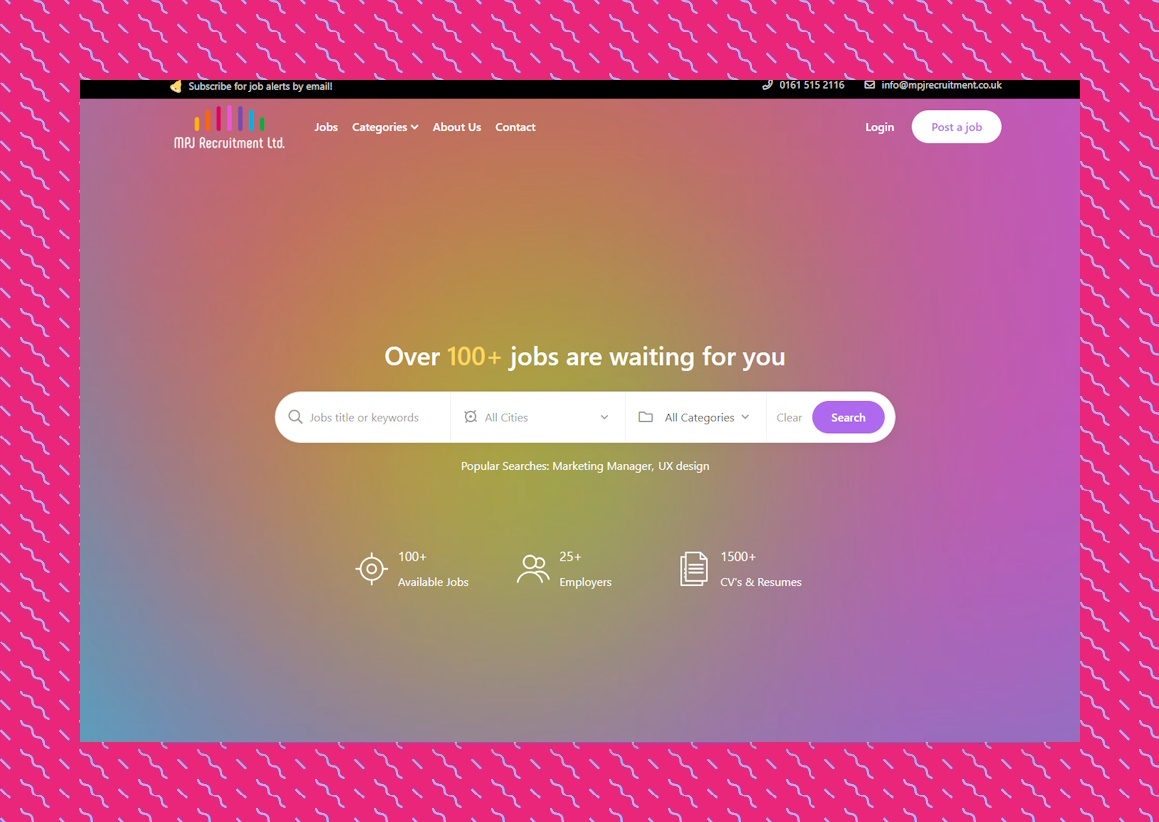 Subscribe for job alerts by email!
0161 515 2116
info@mpjrecruitment.co.uk
MPJ Recruitment Ltd.
Jobs
Categories
About Us
Contact
Login
Post a job
Over 100+ jobs are waiting for you
Jobs title or keywords
All Cities
All Categories
Clear
Search
Popular Searches: Marketing Manager, UX design
100+
Available Jobs
25+
Employers
1500+
CV's & Resumes